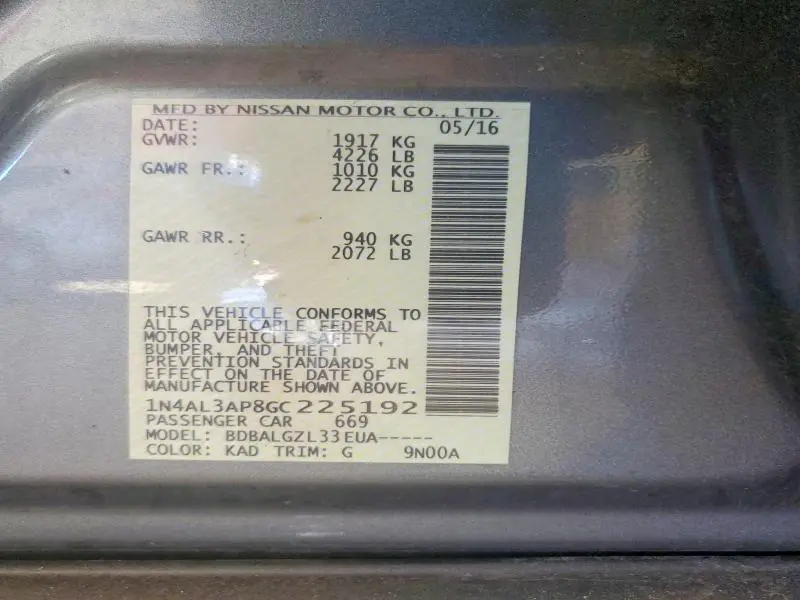 MFD BY NISSAN MOTOR CO., LTD.
DATE: 05/16
GVWR: 1917 KG
4226 LB
GAWR FR.: 1010 KG
2227 LB
GAWR RR.: 940 KG
2072 LB
THIS VEHICLE CONFORMS TO
ALL APPLICABLE FEDERAL
MOTOR VEHICLE SAFETY,
BUMPER, AND THEFT
PREVENTION STANDARDS IN
EFFECT ON THE DATE OF
MANUFACTURE SHOWN ABOVE.
1N4AL3AP8GC225192
PASSENGER CAR 669
MODEL: BDBALGZL33EUA-----
COLOR: KAD TRIM: G 9N00A